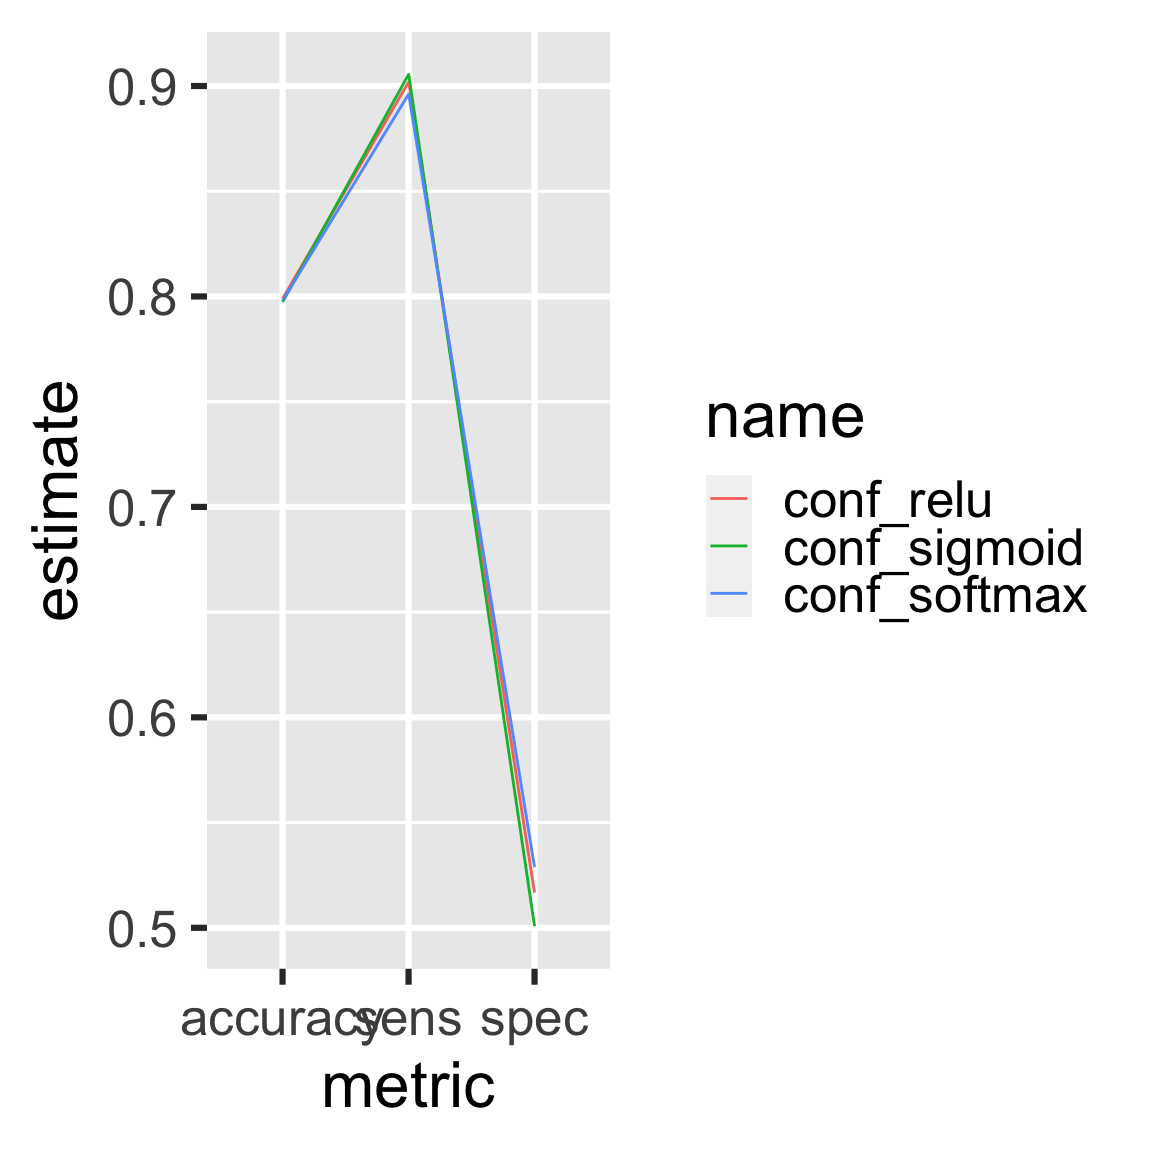 estimate
0.9
0.8
0.7
0.6
0.5
accuracy sens spec
metric
name
conf_relu
conf_sigmoid
conf_softmax